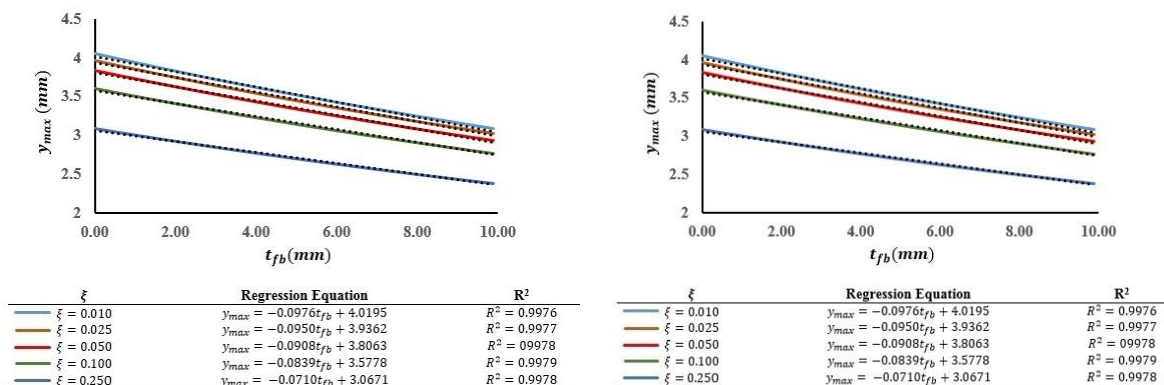 4.5
4
3.5
3
2.5
2
y_max (mm)
0.00 2.00 4.00 6.00 8.00 10.00
t_fb(mm)
ξ Regression Equation R²
ξ = 0.010 y_max = −0.0976t_fb + 4.0195 R² = 0.9976
ξ = 0.025 y_max = −0.0950t_fb + 3.9362 R² = 0.9977
ξ = 0.050 y_max = −0.0908t_fb + 3.8063 R² = 09978
ξ = 0.100 y_max = −0.0839t_fb + 3.5778 R² = 0.9979
ξ = 0.250 y_max = −0.0710t_fb + 3.0671 R² = 0.9978
4.5
4
3.5
3
2.5
2
y_max (mm)
0.00 2.00 4.00 6.00 8.00 10.00
t_fb(mm)
ξ Regression Equation R²
ξ = 0.010 y_max = −0.0976t_fb + 4.0195 R² = 0.9976
ξ = 0.025 y_max = −0.0950t_fb + 3.9362 R² = 0.9977
ξ = 0.050 y_max = −0.0908t_fb + 3.8063 R² = 09978
ξ = 0.100 y_max = −0.0839t_fb + 3.5778 R² = 0.9979
ξ = 0.250 y_max = −0.0710t_fb + 3.0671 R² = 0.9978